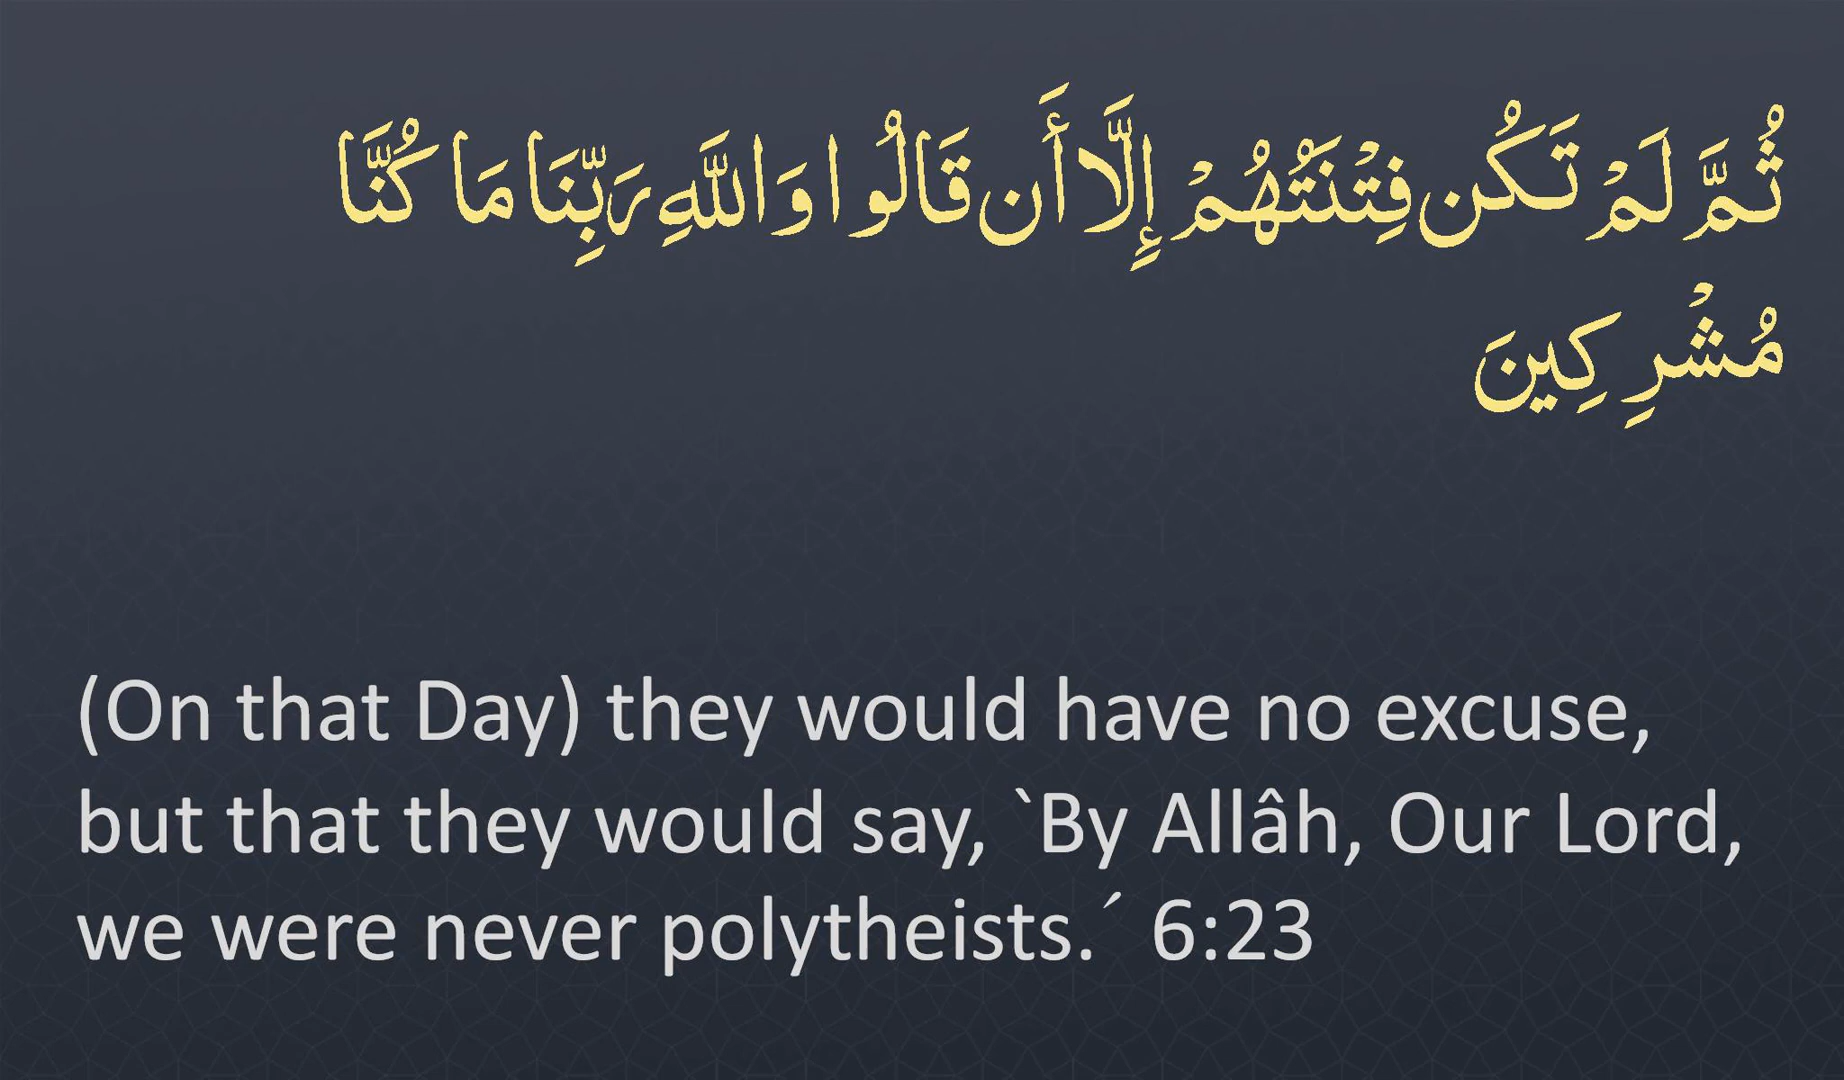 ثُمَّ لَمْ تَكُن فِتْنَتُهُمْ إِلَّا أَن قَالُوا وَاللَّهِ رَبِّنَا مَا كُنَّا
مُشْرِكِينَ
(On that Day) they would have no excuse,
but that they would say, `By Allâh, Our Lord,
we were never polytheists.´ 6:23